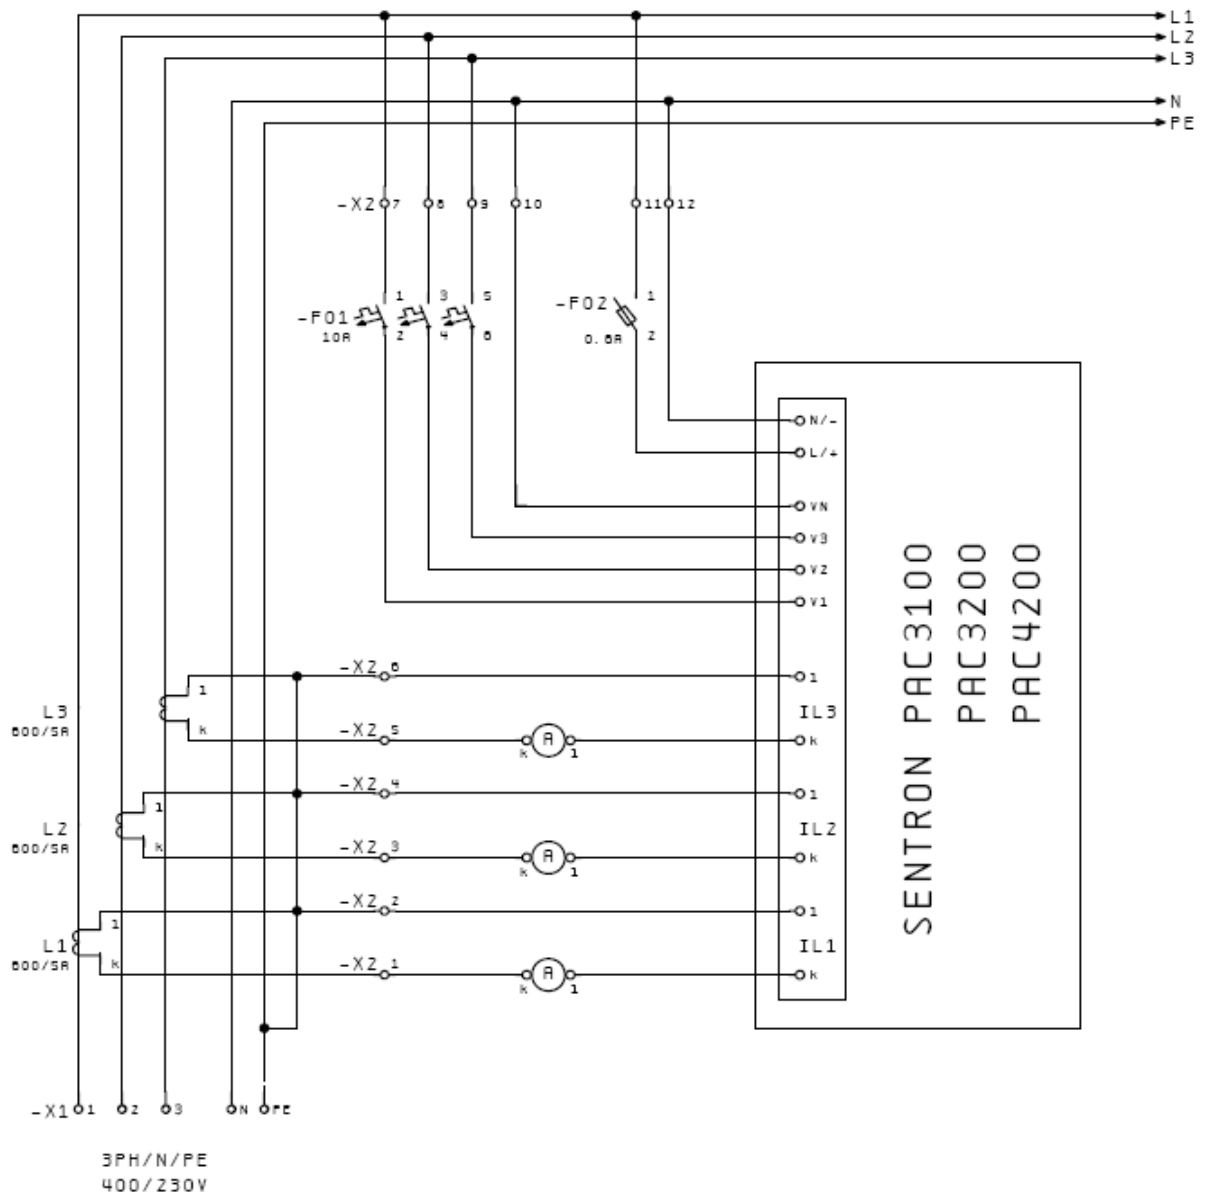 L1
L2
L3
N
PE
-X2 7 8 9 10 11 12
-F01 1 3 5
10A 2 4 6
-F02 1
0.6A 2
N/-
L/+
VN
V3
V2
V1
SENTRON PAC3100
PAC3200
PAC4200
-X2 6
1
1
L3
600/5A
IL3
k
-X2 5
k A 1
k
-X2 4
1
1
L2
600/5A
IL2
k
-X2 3
k A 1
k
-X2 2
1
1
L1
600/5A
IL1
k
-X2 1
k A 1
k
-X1 1 2 3 N PE
3PH/N/PE
400/230V